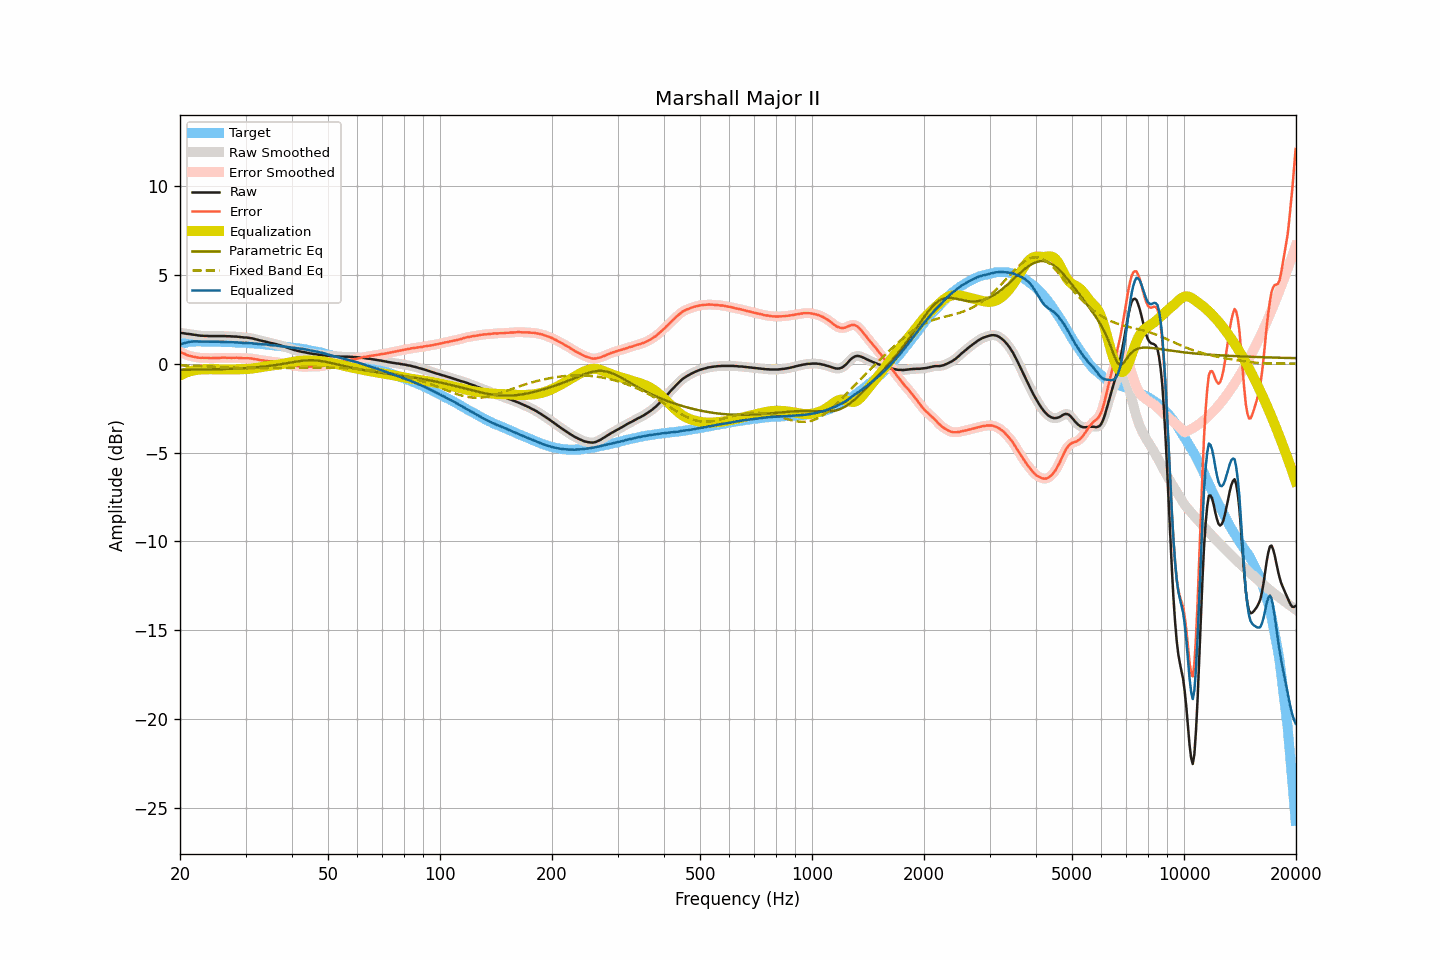 Marshall Major II
Target
Raw Smoothed
Error Smoothed
Raw
Error
Equalization
Parametric Eq
Fixed Band Eq
Equalized
10
5
0
−5
−10
−15
−20
−25
Amplitude (dBr)
20 50 100 200 500 1000 2000 5000 10000 20000
Frequency (Hz)